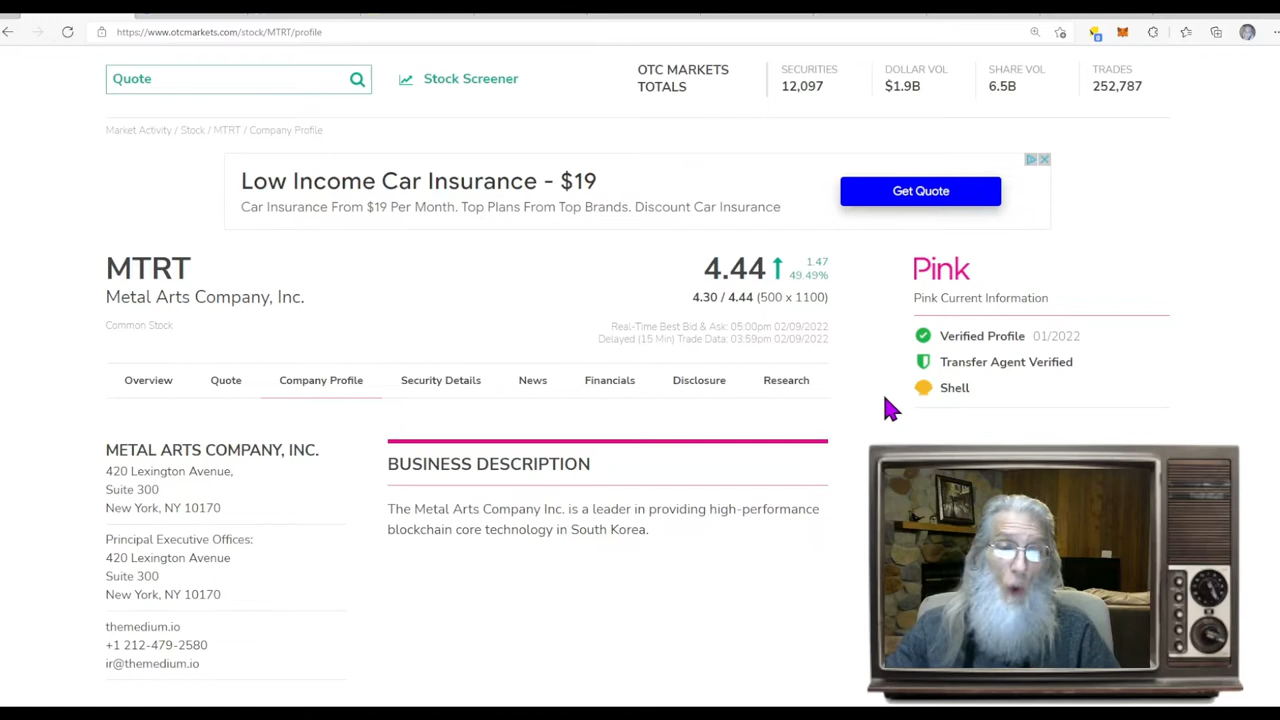 https://www.otcmarkets.com/stock/MTRT/profile
Quote
Stock Screener
OTC MARKETS
TOTALS
SECURITIES
12,097
DOLLAR VOL
$1.9B
SHARE VOL
6.5B
TRADES
252,787
Market Activity / Stock / MTRT / Company Profile
Low Income Car Insurance - $19
Car Insurance From $19 Per Month. Top Plans From Top Brands. Discount Car Insurance
Get Quote
MTRT
Metal Arts Company, Inc.
Common Stock
4.44
1.47
49.49%
4.30 / 4.44 (500 x 1100)
Real-Time Best Bid & Ask: 05:00pm 02/09/2022
Delayed (15 Min) Trade Data: 03:59pm 02/09/2022
Pink
Pink Current Information
Verified Profile 01/2022
Transfer Agent Verified
Shell
Overview Quote Company Profile Security Details News Financials Disclosure Research
METAL ARTS COMPANY, INC.
420 Lexington Avenue,
Suite 300
New York, NY 10170
Principal Executive Offices:
420 Lexington Avenue
Suite 300
New York, NY 10170
themedium.io
+1 212-479-2580
ir@themedium.io
BUSINESS DESCRIPTION
The Metal Arts Company Inc. is a leader in providing high-performance
blockchain core technology in South Korea.